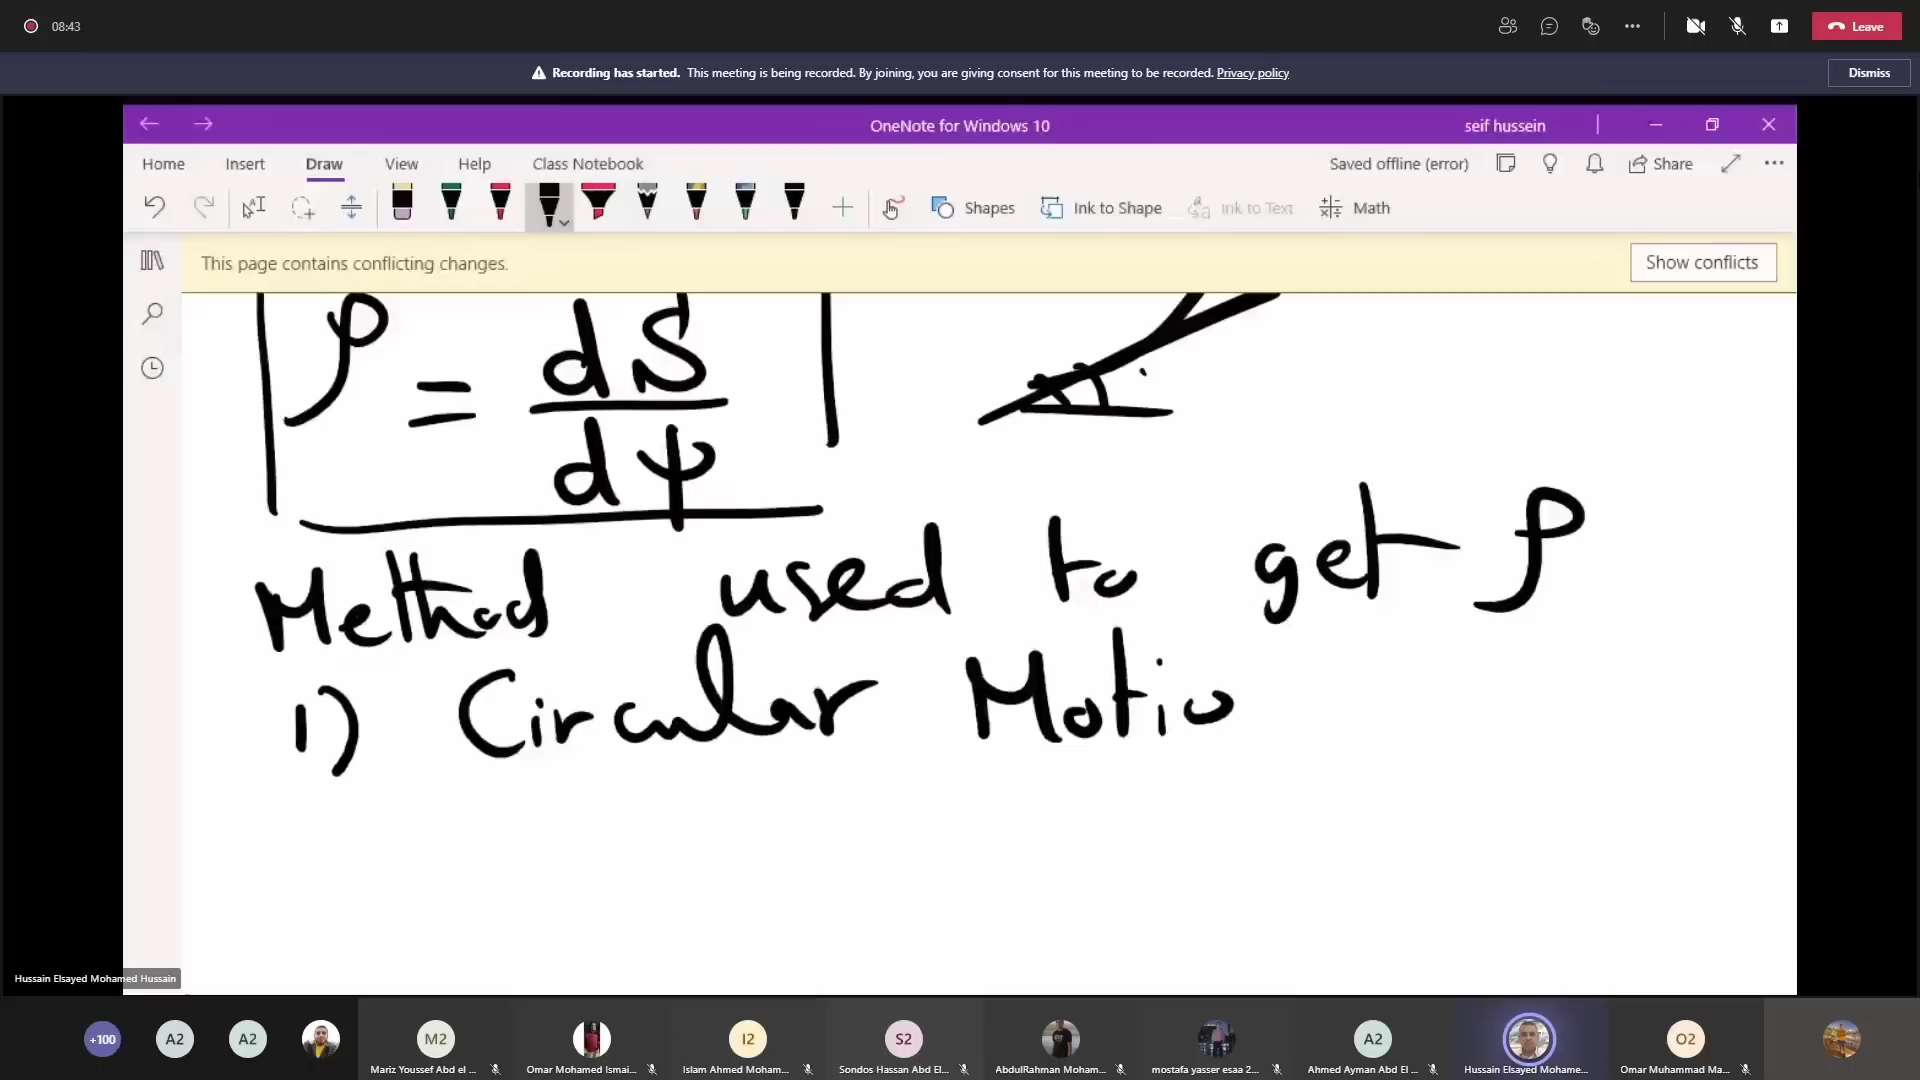 08:43
Leave
Recording has started. This meeting is being recorded. By joining, you are giving consent for this meeting to be recorded. Privacy policy
Dismiss
OneNote for Windows 10
seif hussein
Home Insert Draw View Help Class Notebook
Saved offline (error)
Share
Shapes Ink to Shape Ink to Text Math
This page contains conflicting changes.
Show conflicts
ρ = dS
dψ
Method used to get ρ
1) Circular Motio
Hussain Elsayed Mohamed Hussain
+100 A2 A2 M2 I2 S2 A2 O2
Mariz Youssef Abd el ... Omar Mohamed Ismai... Islam Ahmed Moham... Sondos Hassan Abd El... AbdulRahman Moham... mostafa yasser esaa 2... Ahmed Ayman Abd El ... Hussain Elsayed Mohame... Omar Muhammad Ma...